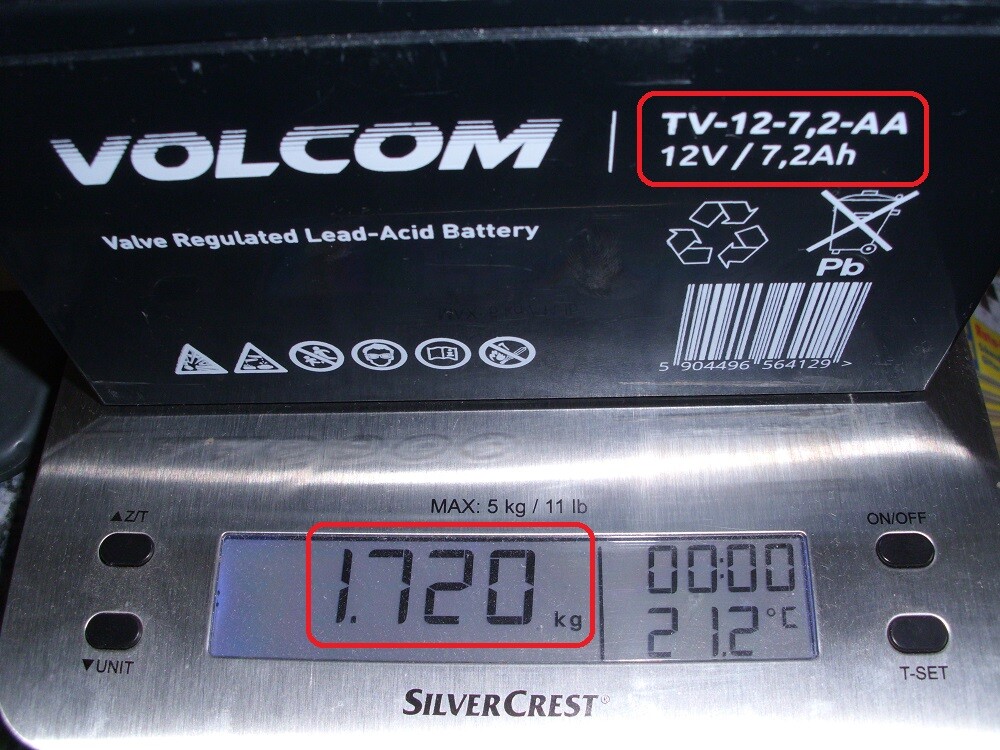 VOLCOM
TV-12-7,2-AA
12V / 7,2Ah
Valve Regulated Lead-Acid Battery
Pb
5 904496 564129 >
MAX: 5 kg / 11 lb
▲Z/T
ON/OFF
1.720 kg
00:00
21.2 °C
▼UNIT
T-SET
SILVERCREST®